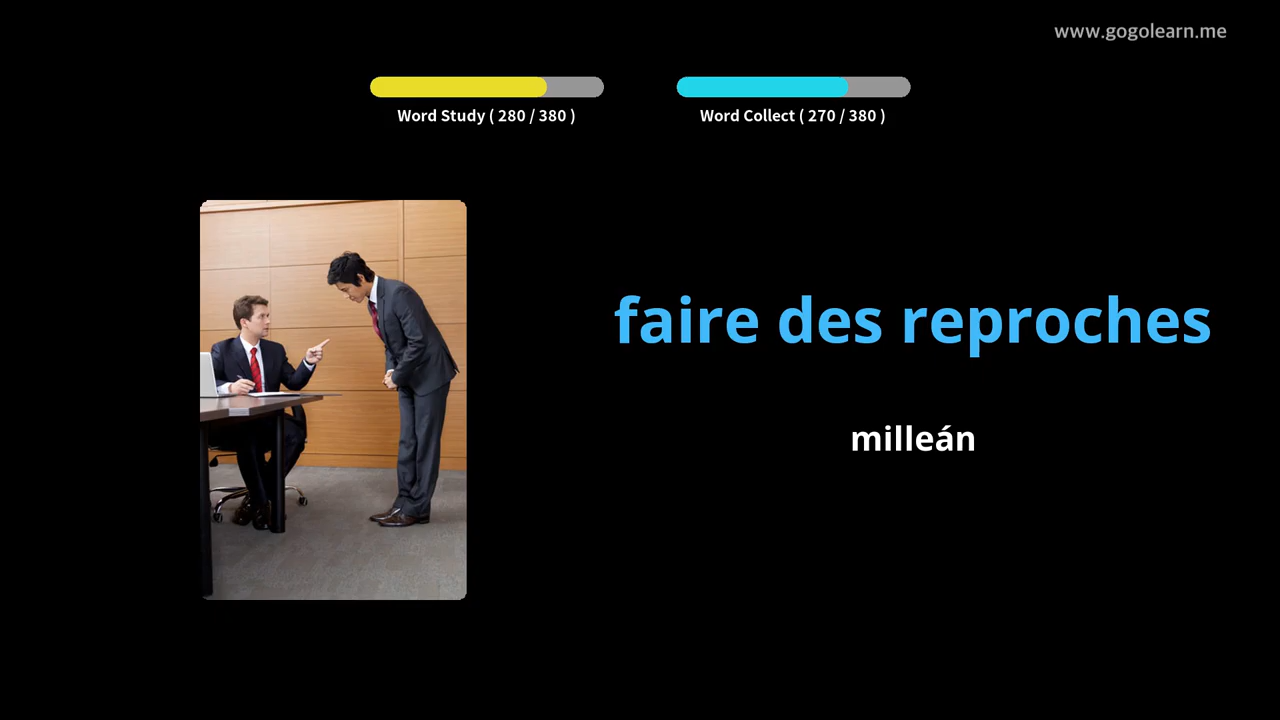 www.gogolearn.me
Word Study ( 280 / 380 )
Word Collect ( 270 / 380 )
faire des reproches
milleán